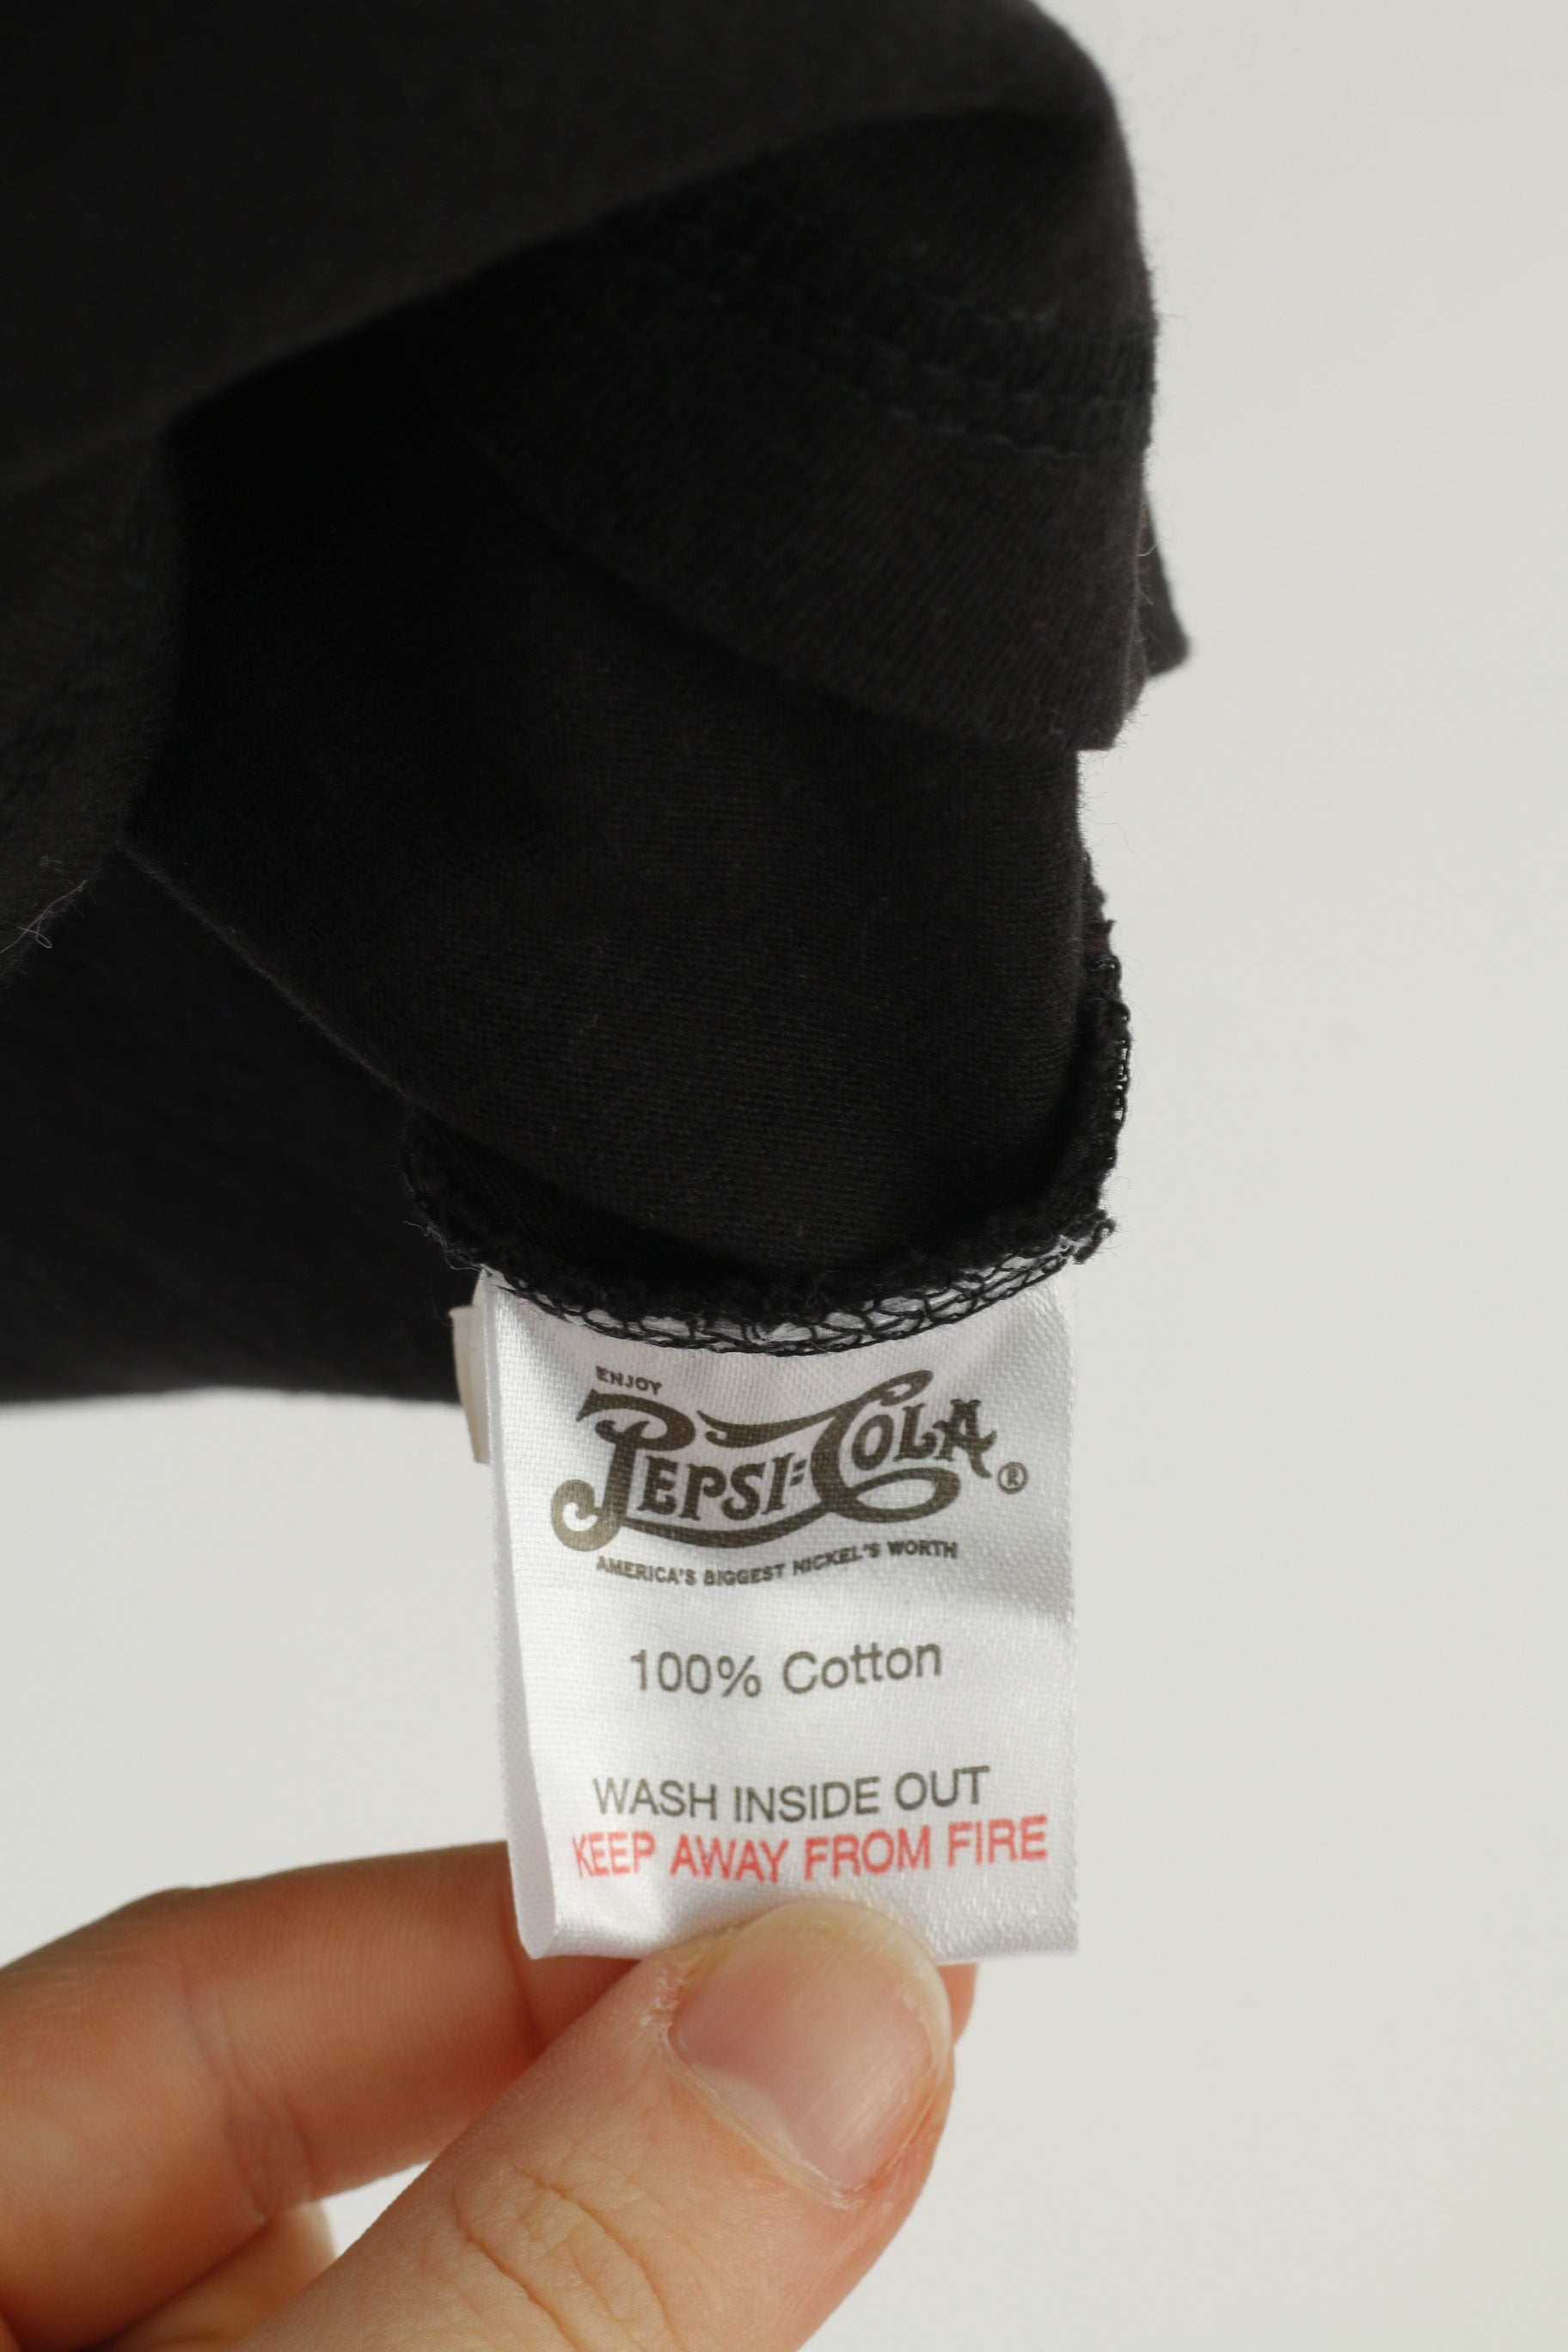 ENJOY
PEPSI=COLA®
AMERICA'S BIGGEST NICKEL'S WORTH
100% Cotton
WASH INSIDE OUT
KEEP AWAY FROM FIRE